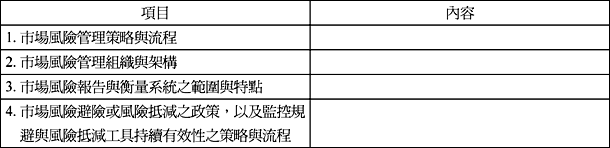 項目
內容
1. 市場風險管理策略與流程
2. 市場風險管理組織與架構
3. 市場風險報告與衡量系統之範圍與特點
4. 市場風險避險或風險抵減之政策，以及監控規
避與風險抵減工具持續有效性之策略與流程